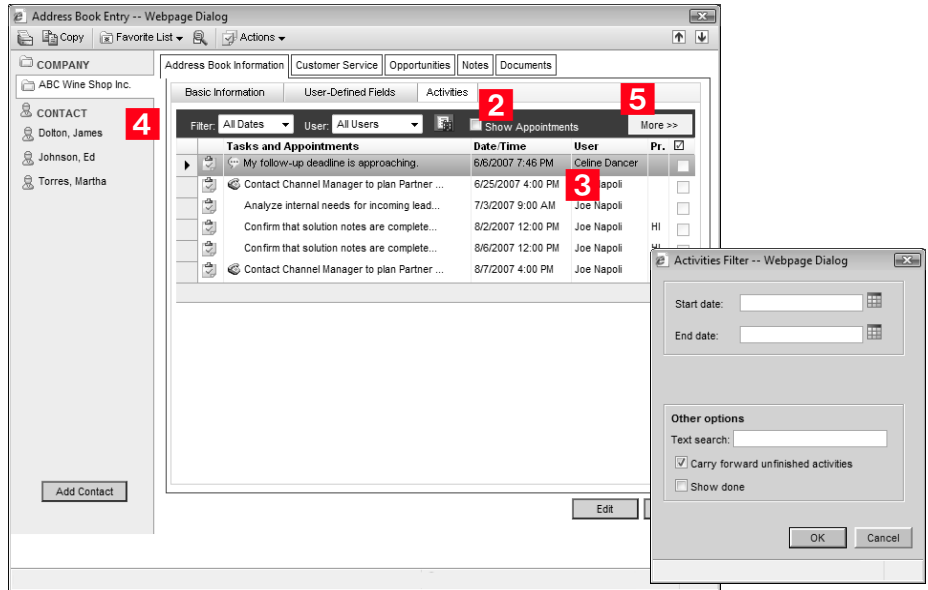 Address Book Entry -- Webpage Dialog
Copy Favorite List Actions
COMPANY
ABC Wine Shop Inc.
CONTACT
Dolton, James
Johnson, Ed
Torres, Martha
4
Add Contact
Address Book Information Customer Service Opportunities Notes Documents
Basic Information User-Defined Fields Activities
2
5
Filter: All Dates User: All Users Show Appointments More >>
Tasks and Appointments Date/Time User Pr.
My follow-up deadline is approaching. 6/6/2007 7:46 PM Celine Dancer
Contact Channel Manager to plan Partner ... 6/25/2007 4:00 PM 3 Napoli
Analyze internal needs for incoming lead... 7/3/2007 9:00 AM Joe Napoli
Confirm that solution notes are complete... 8/2/2007 12:00 PM Joe Napoli HI
Confirm that solution notes are complete... 8/6/2007 12:00 PM Joe Napoli
Contact Channel Manager to plan Partner ... 8/7/2007 4:00 PM Joe Napoli
Edit
Activities Filter -- Webpage Dialog
Start date:
End date:
Other options
Text search:
Carry forward unfinished activities
Show done
OK Cancel